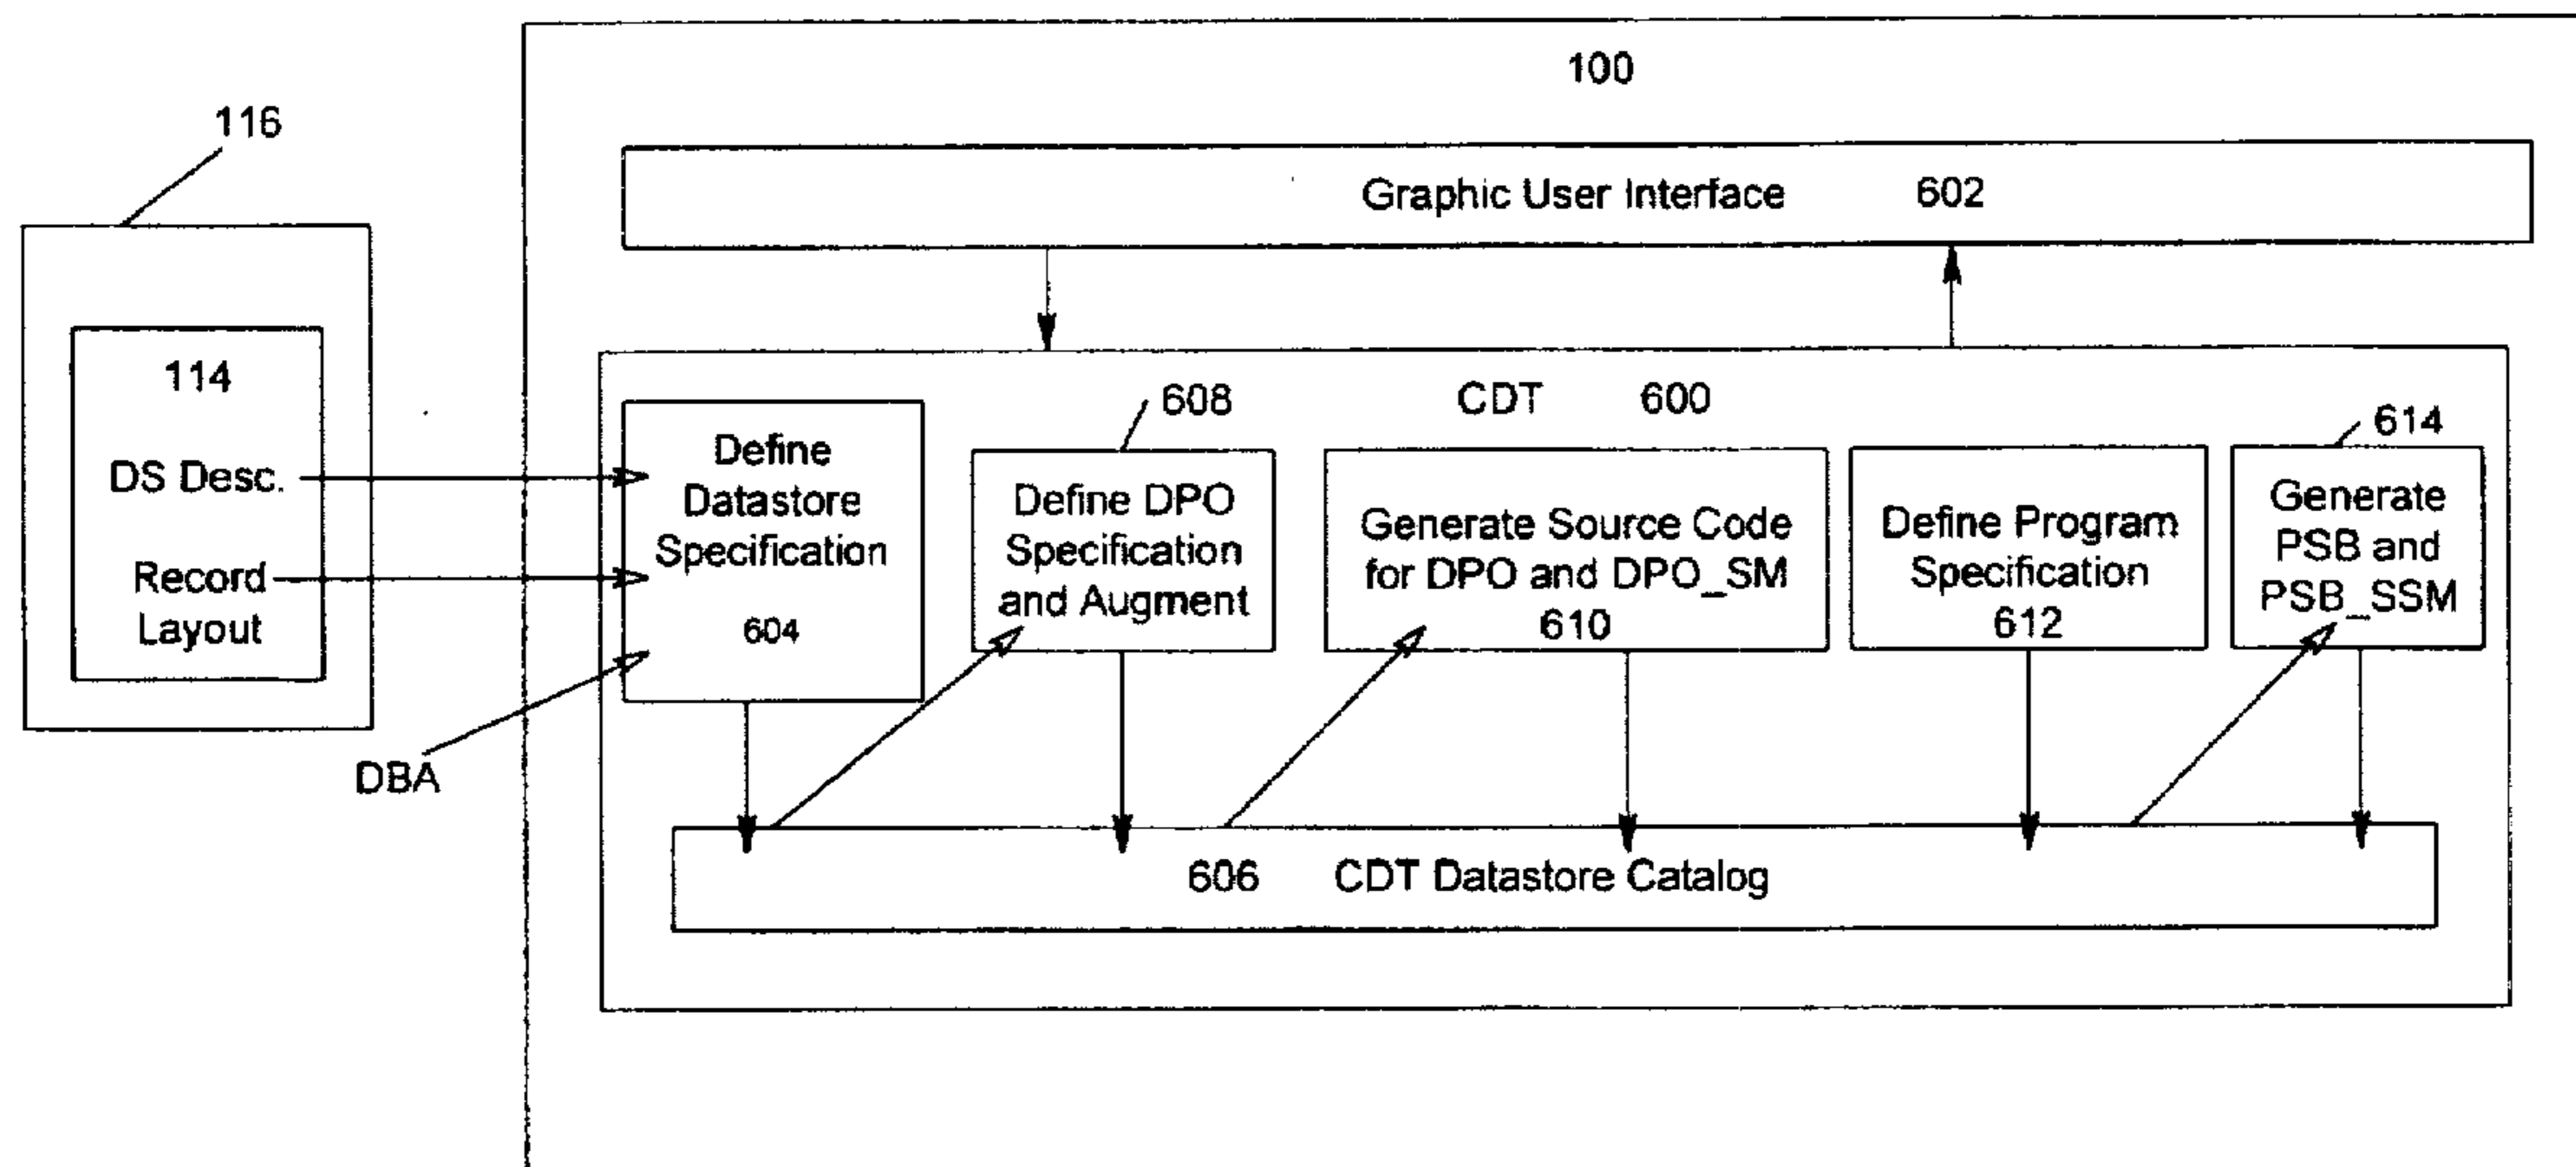 100
116
Graphic User Interface 602
114
DS Desc.
Record
Layout
DBA
CDT 600
Define
Datastore
Specification
604
608
Define DPO
Specification
and Augment
Generate Source Code
for DPO and DPO_SM
610
Define Program
Specification
612
614
Generate
PSB and
PSB_SSM
606 CDT Datastore Catalog